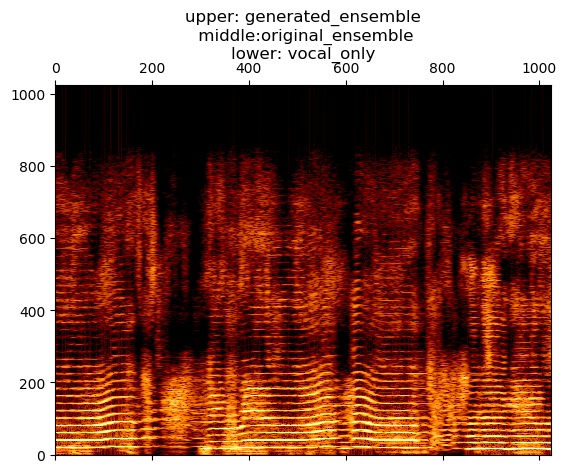 upper: generated_ensemble
middle:original_ensemble
lower: vocal_only
0 200 400 600 800 1000
1000
800
600
400
200
0